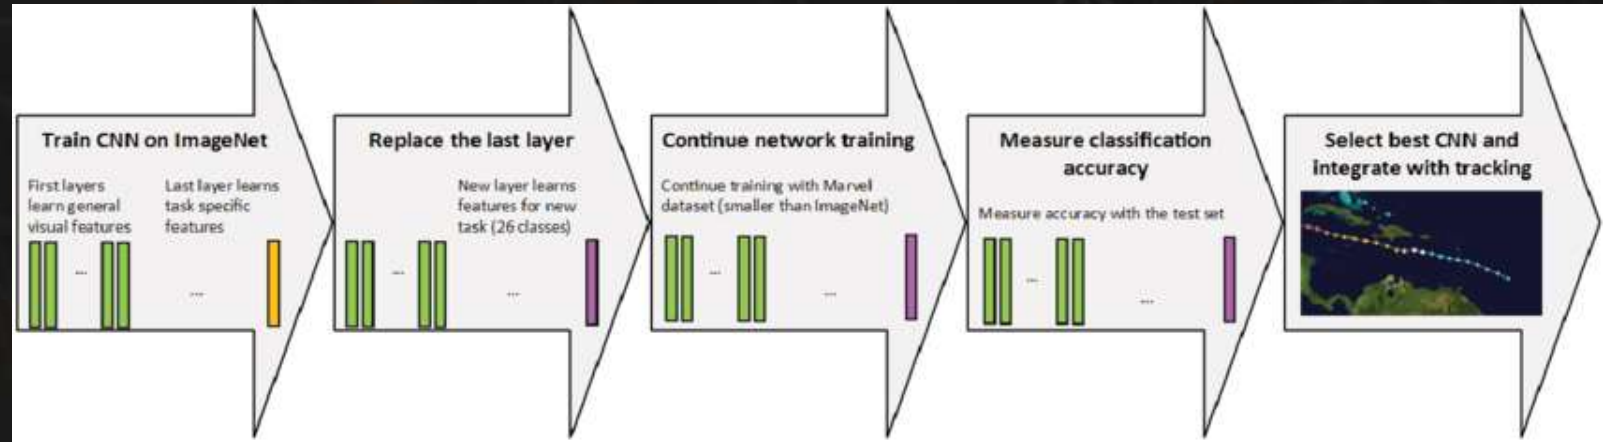 Train CNN on ImageNet
First layers
learn general
visual features
Last layer learns
task specific
features
...
...
Replace the last layer
New layer learns
features for new
task (26 classes)
...
...
Continue network training
Continue training with Marvell
dataset (smaller than ImageNet)
...
...
Measure classification
accuracy
Measure accuracy with the test set
...
...
Select best CNN and
integrate with tracking